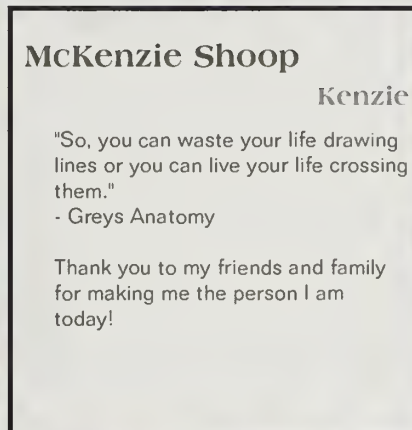 McKenzie Shoop
Kenzie
"So, you can waste your life drawing
lines or you can live your life crossing
them."
- Greys Anatomy
Thank you to my friends and family
for making me the person I am
today!